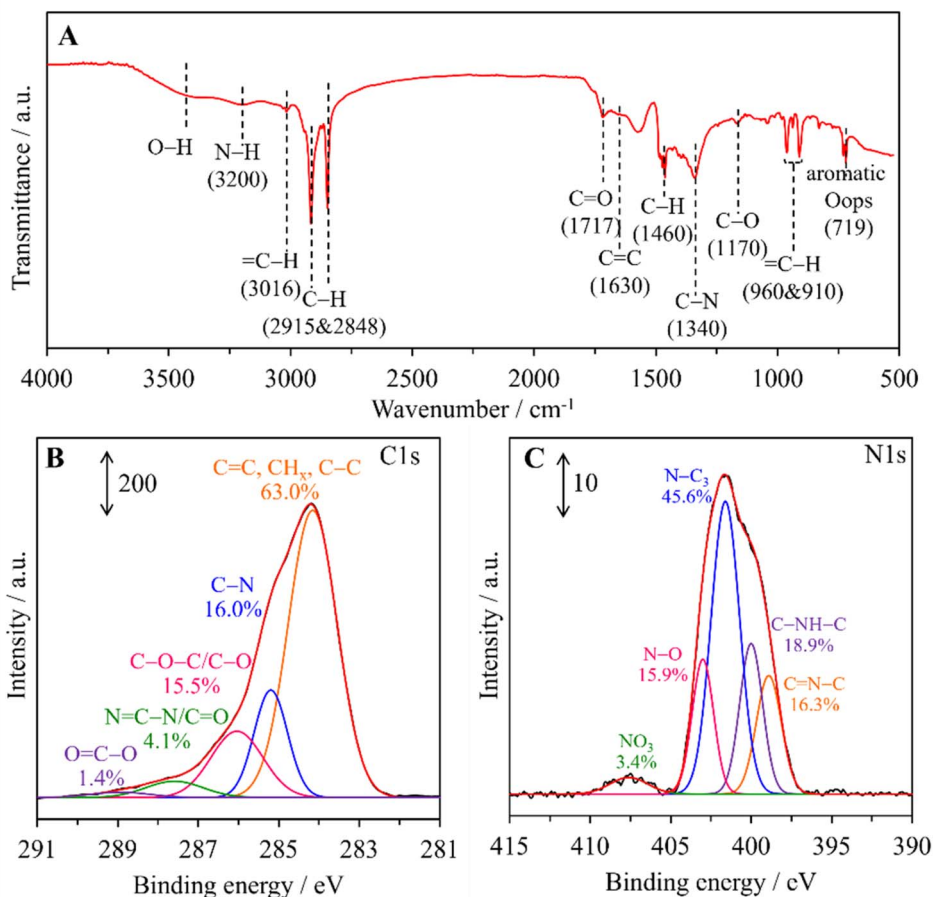 A
Transmittance / a.u.
O–H
N–H
(3200)
=C–H
(3016)
C–H
(2915&2848)
C=O
(1717)
C=C
(1630)
C–H
(1460)
C–N
(1340)
C–O
(1170)
=C–H
(960&910)
aromatic
Oops
(719)
4000 3500 3000 2500 2000 1500 1000 500
Wavenumber / cm⁻¹
B
200
C1s
C=C, CHₓ, C–C
63.0%
C–N
16.0%
C–O–C/C–O
15.5%
N=C–N/C=O
4.1%
O=C–O
1.4%
Intensity / a.u.
291 289 287 285 283 281
Binding energy / eV
C
10
N1s
N–C₃
45.6%
C–NH–C
18.9%
N–O
15.9%
C=N–C
16.3%
NO₃
3.4%
Intensity / a.u.
415 410 405 400 395 390
Binding energy / eV